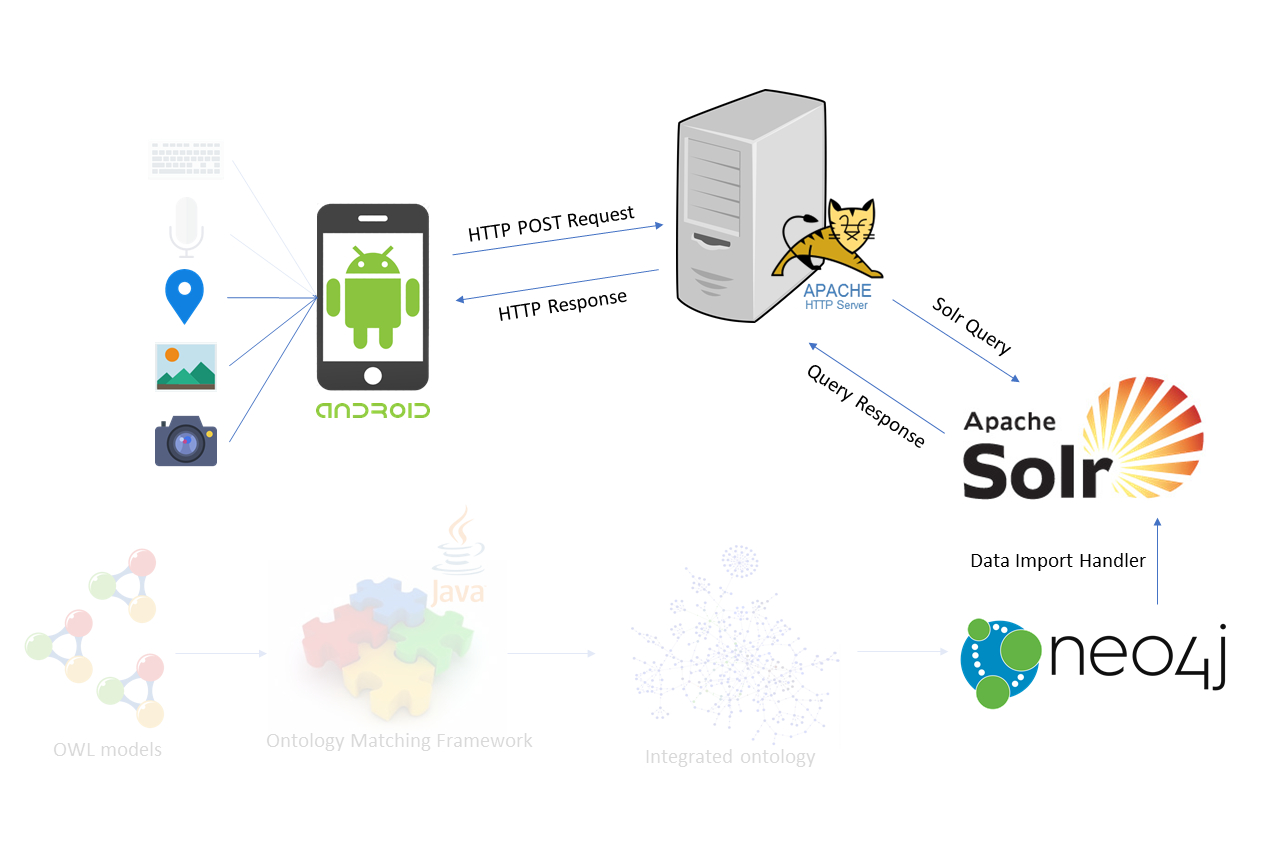 HTTP POST Request
HTTP Response
ANDROID
APACHE
HTTP Server
Solr Query
Query Response
Apache
Solr
Data Import Handler
Java
neo4j
OWL models
Ontology Matching Framework
Integrated ontology